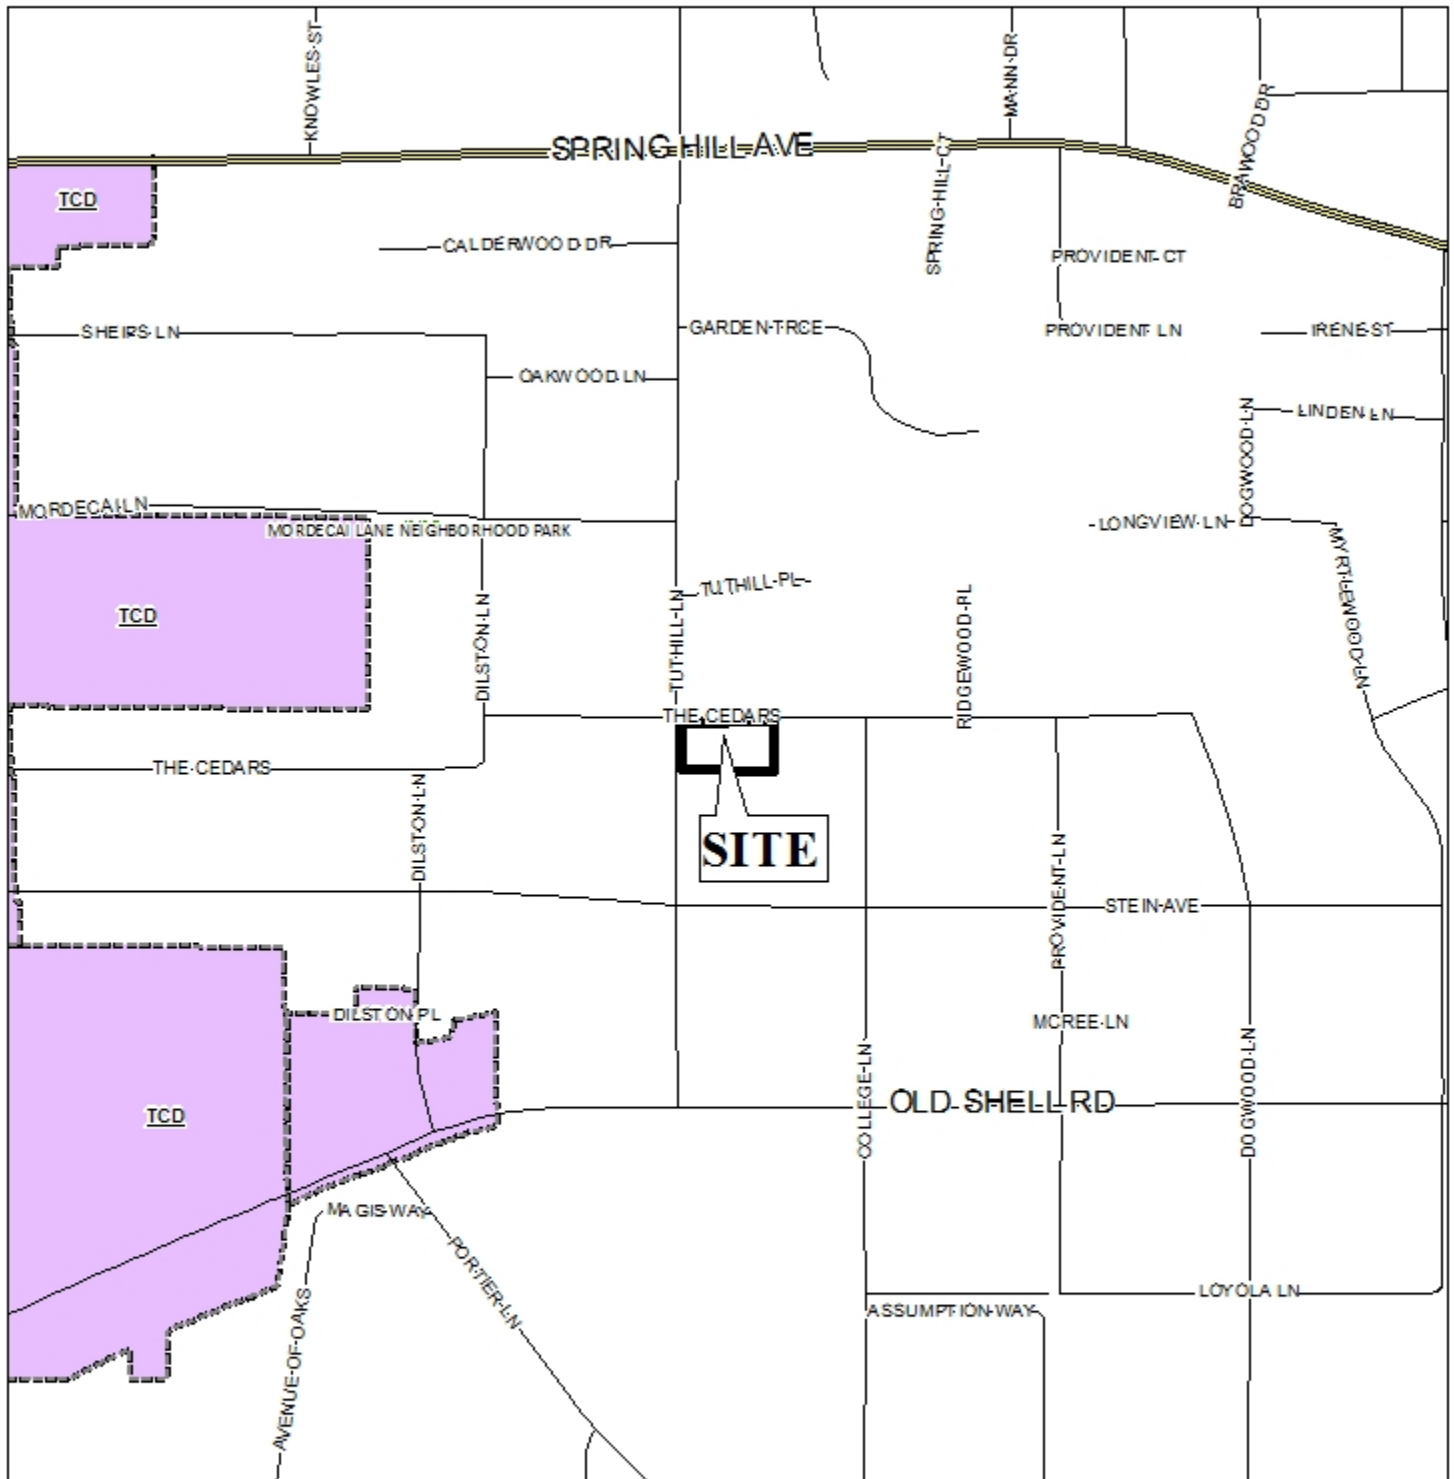 KNOWLES ST
MANN DR
BRIAWOOD DR
SPRING HILL AVE
SPRING HILL CT
TCD
CALDERWOOD DR
PROVIDENT CT
SHEIPS LN
GARDEN TRCE
PROVIDENT LN
IRENE ST
OAKWOOD LN
LINDEN LN
DOGWOOD LN
MORDECAI LN
MORDECAI LANE NEIGHBORHOOD PARK
LONGVIEW LN
MYRTLEWOOD LN
TUTHILL PL
TCD
DILSTON LN
TUTHILL LN
RIDGEWOOD PL
THE CEDARS
THE CEDARS
DILSTON LN
SITE
PROVIDENT LN
STEIN AVE
DILSTON PL
MCREE LN
COLLEGE LN
DOGWOOD LN
OLD SHELL RD
TCD
MAGIS WAY
PORTIER LN
AVENUE OF OAKS
LOYOLA LN
ASSUMPTION WAY